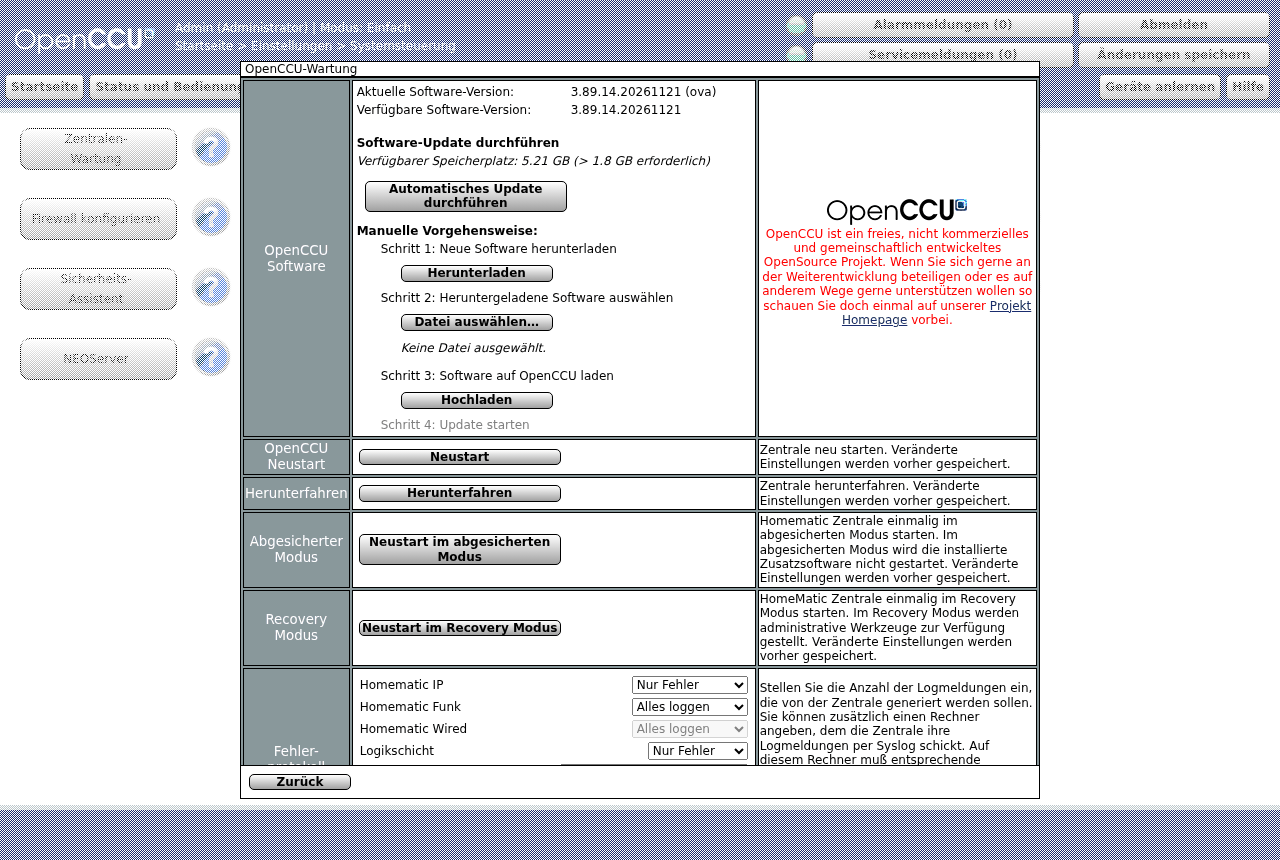 OpenCCU
Alarmmeldungen (0)
Abmelden
Startseite > Einstellungen > Systemsteuerung
Servicemeldungen (0)
Änderungen speichern
Startseite
Status und Bedienung
Geräte anlernen
Hilfe
OpenCCU-Wartung
Zentralen-
Wartung
Firewall konfigurieren
Sicherheits-
NEOServer
OpenCCU
Software
Aktuelle Software-Version: 3.89.14.20261121 (ova)
Verfügbare Software-Version: 3.89.14.20261121
Software-Update durchführen
Verfügbarer Speicherplatz: 5.21 GB (> 1.8 GB erforderlich)
Automatisches Update
durchführen
Manuelle Vorgehensweise:
Schritt 1: Neue Software herunterladen
Herunterladen
Schritt 2: Heruntergeladene Software auswählen
Datei auswählen...
Keine Datei ausgewählt.
Schritt 3: Software auf OpenCCU laden
Hochladen
Schritt 4: Update starten
OpenCCU
OpenCCU ist ein freies, nicht kommerzielles
und gemeinschaftlich entwickeltes
OpenSource Projekt. Wenn Sie sich gerne an
der Weiterentwicklung beteiligen oder es auf
anderem Wege gerne unterstützen wollen so
schauen Sie doch einmal auf unserer Projekt
Homepage vorbei.
OpenCCU
Neustart
Neustart
Zentrale neu starten. Veränderte
Einstellungen werden vorher gespeichert.
Herunterfahren
Herunterfahren
Zentrale herunterfahren. Veränderte
Einstellungen werden vorher gespeichert.
Abgesicherter
Modus
Neustart im abgesicherten
Modus
Homematic Zentrale einmalig im
abgesicherten Modus starten. Im
abgesicherten Modus wird die installierte
Zusatzsoftware nicht gestartet. Veränderte
Einstellungen werden vorher gespeichert.
Recovery
Modus
Neustart im Recovery Modus
HomeMatic Zentrale einmalig im Recovery
Modus starten. Im Recovery Modus werden
administrative Werkzeuge zur Verfügung
gestellt. Veränderte Einstellungen werden
vorher gespeichert.
Fehler-
protokoll
Homematic IP Nur Fehler
Homematic Funk Alles loggen
Homematic Wired Alles loggen
Logikschicht Nur Fehler
Stellen Sie die Anzahl der Logmeldungen ein,
die von der Zentrale generiert werden sollen.
Sie können zusätzlich einen Rechner
angeben, dem die Zentrale ihre
Logmeldungen per Syslog schickt. Auf
diesem Rechner muß entsprechende
Zurück